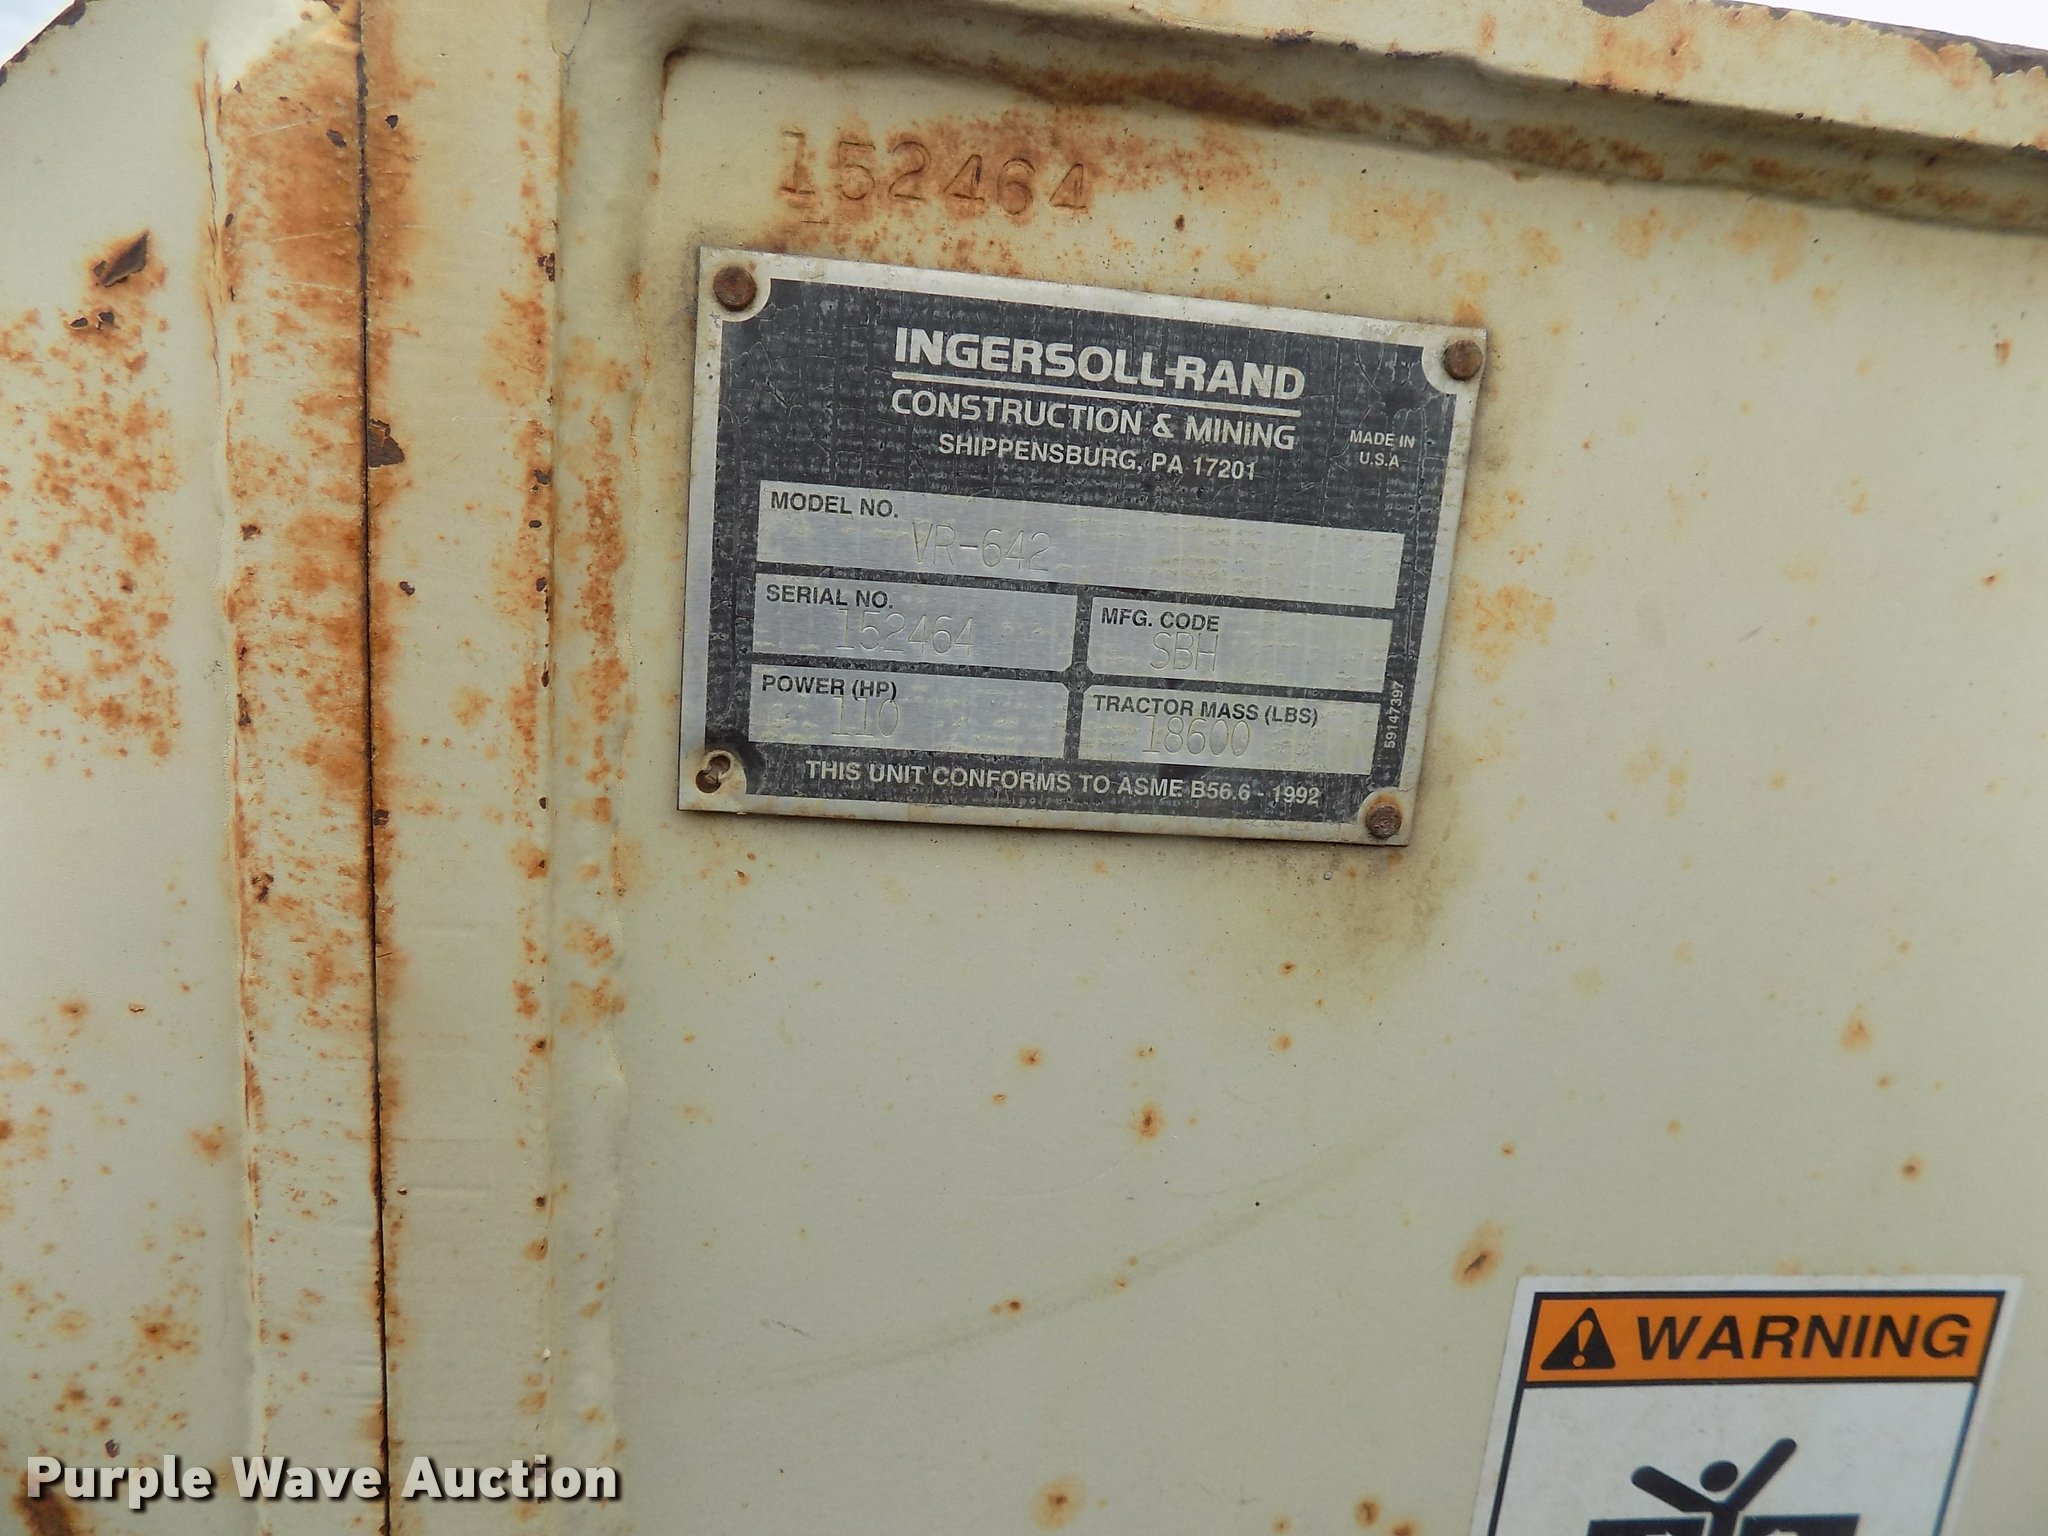 152464
INGERSOLL-RAND
CONSTRUCTION & MINING
SHIPPENSBURG, PA 17201
MADE IN
U.S.A
MODEL NO.
VR-642
SERIAL NO.
152464
MFG. CODE
SBH
POWER (HP)
110
TRACTOR MASS (LBS)
18600
59147397
THIS UNIT CONFORMS TO ASME B56.6 - 1992
WARNING
Purple Wave Auction